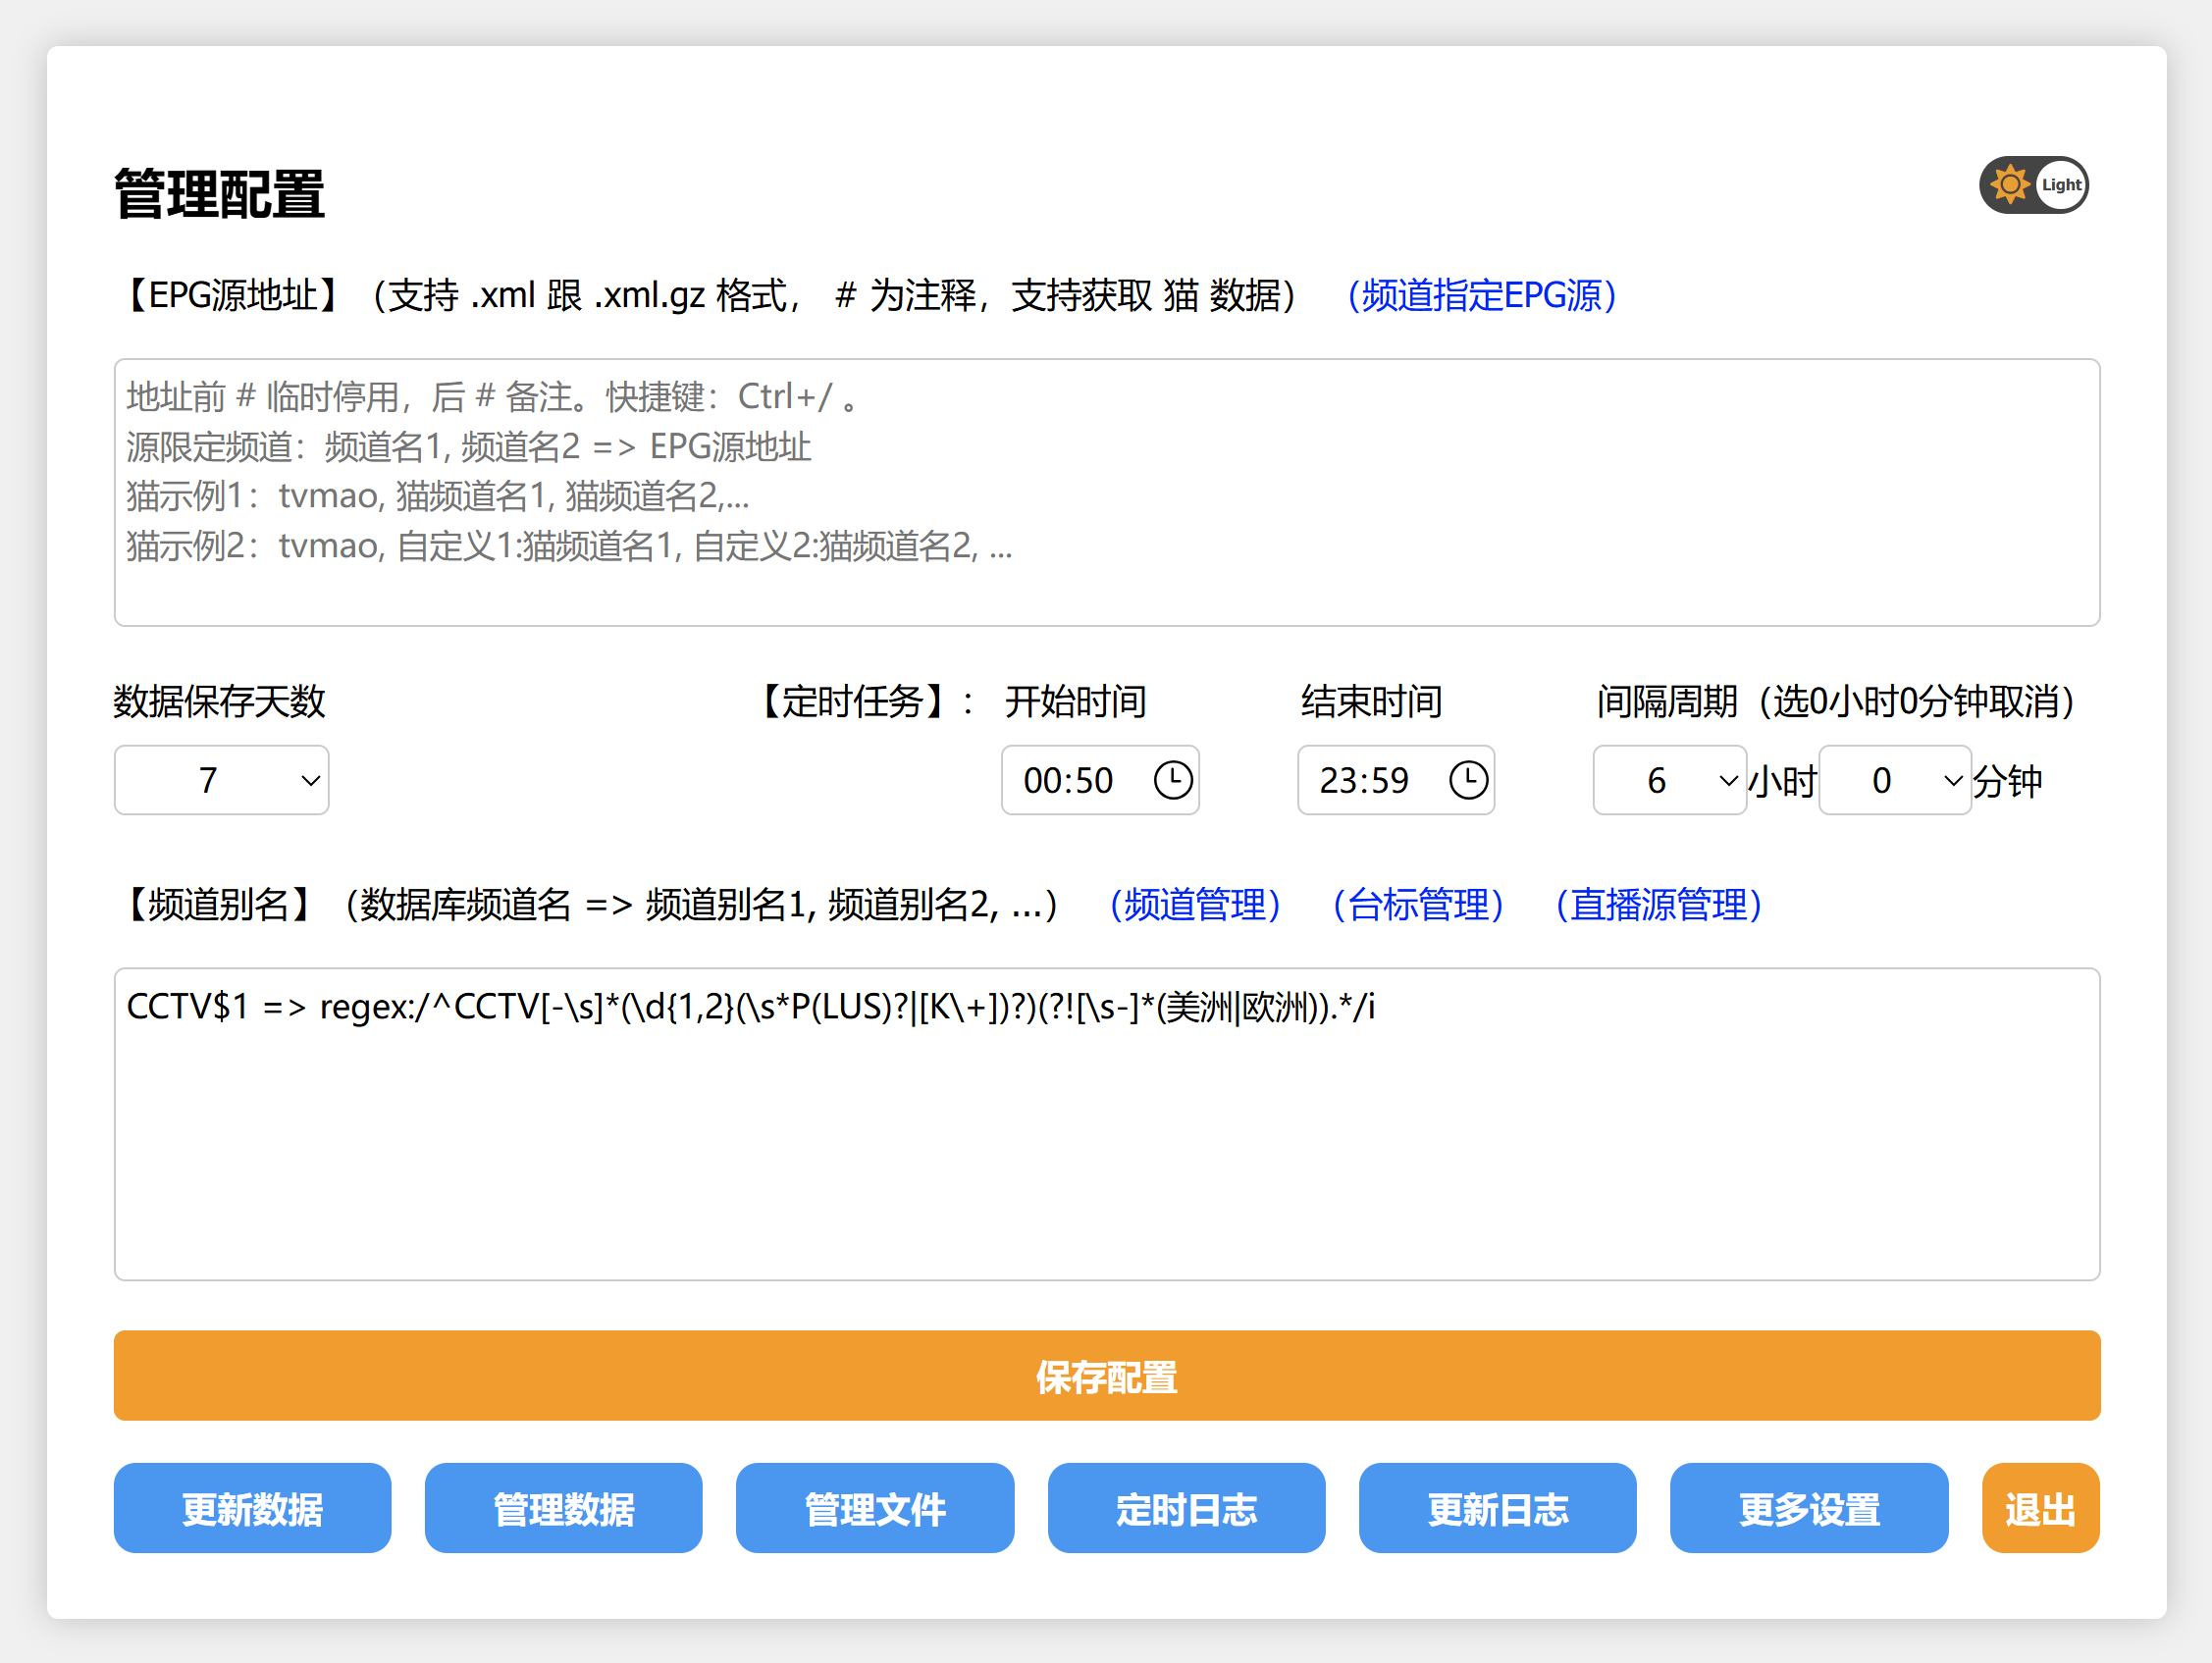 管理配置
Light
【EPG源地址】（支持 .xml 跟 .xml.gz 格式， # 为注释，支持获取 猫 数据） （频道指定EPG源）
地址前 # 临时停用，后 # 备注。快捷键：Ctrl+/ 。
源限定频道：频道名1, 频道名2 => EPG源地址
猫示例1：tvmao, 猫频道名1, 猫频道名2,...
猫示例2：tvmao, 自定义1:猫频道名1, 自定义2:猫频道名2, ...
数据保存天数 【定时任务】： 开始时间 结束时间 间隔周期（选0小时0分钟取消）
7 00:50 23:59 6 小时 0 分钟
【频道别名】（数据库频道名 => 频道别名1, 频道别名2, ...） （频道管理） （台标管理） （直播源管理）
CCTV$1 => regex:/^CCTV[-\s]*(\d{1,2}(\s*P(LUS)?|[K\+])?)(?![\s-]*(美洲|欧洲)).*/i
保存配置
更新数据 管理数据 管理文件 定时日志 更新日志 更多设置 退出